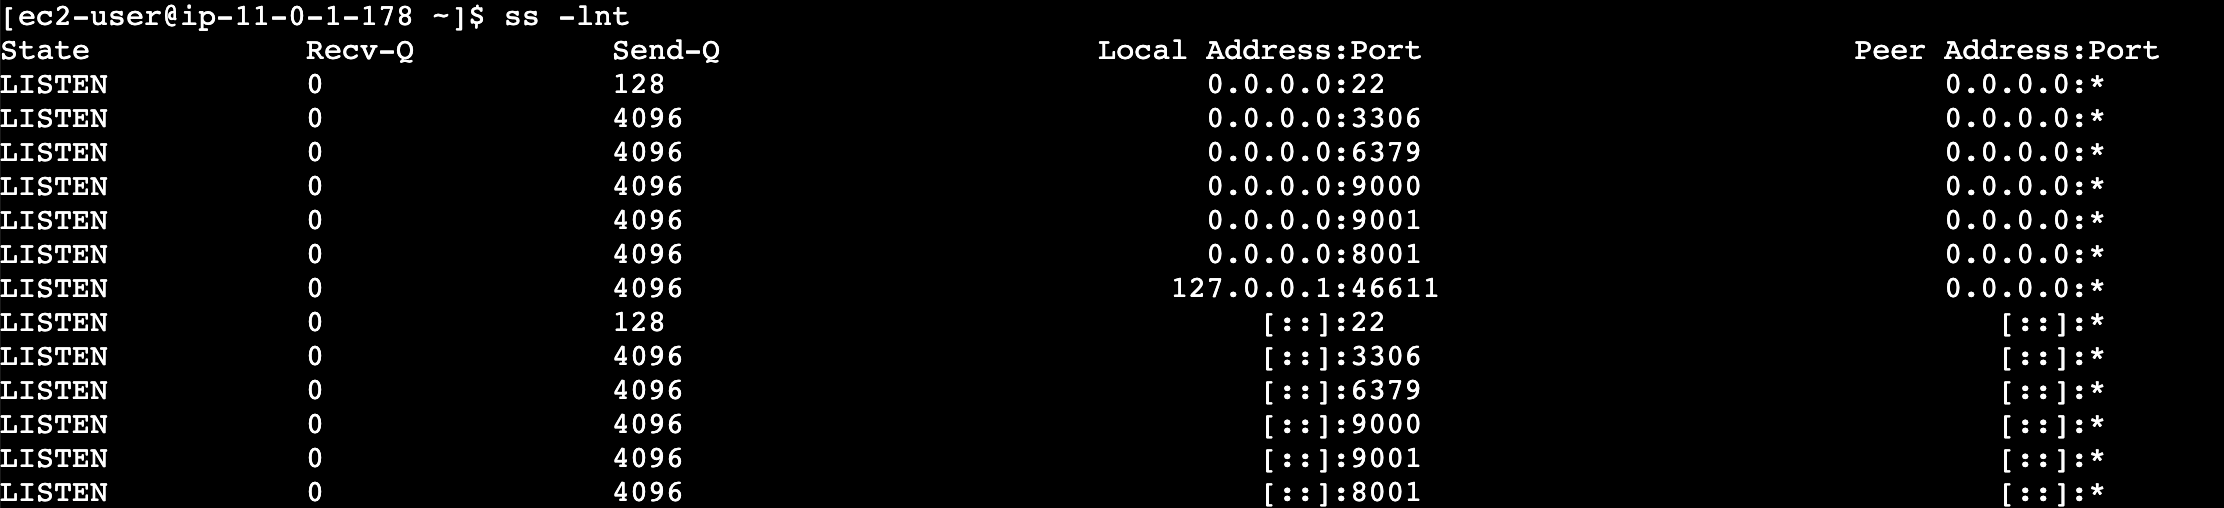 [ec2-user@ip-11-0-1-178 ~]$ ss -lnt
State Recv-Q Send-Q Local Address:Port Peer Address:Port
LISTEN 0 128 0.0.0.0:22 0.0.0.0:*
LISTEN 0 4096 0.0.0.0:3306 0.0.0.0:*
LISTEN 0 4096 0.0.0.0:6379 0.0.0.0:*
LISTEN 0 4096 0.0.0.0:9000 0.0.0.0:*
LISTEN 0 4096 0.0.0.0:9001 0.0.0.0:*
LISTEN 0 4096 0.0.0.0:8001 0.0.0.0:*
LISTEN 0 4096 127.0.0.1:46611 0.0.0.0:*
LISTEN 0 128 [::]:22 [::]:*
LISTEN 0 4096 [::]:3306 [::]:*
LISTEN 0 4096 [::]:6379 [::]:*
LISTEN 0 4096 [::]:9000 [::]:*
LISTEN 0 4096 [::]:9001 [::]:*
LISTEN 0 4096 [::]:8001 [::]:*